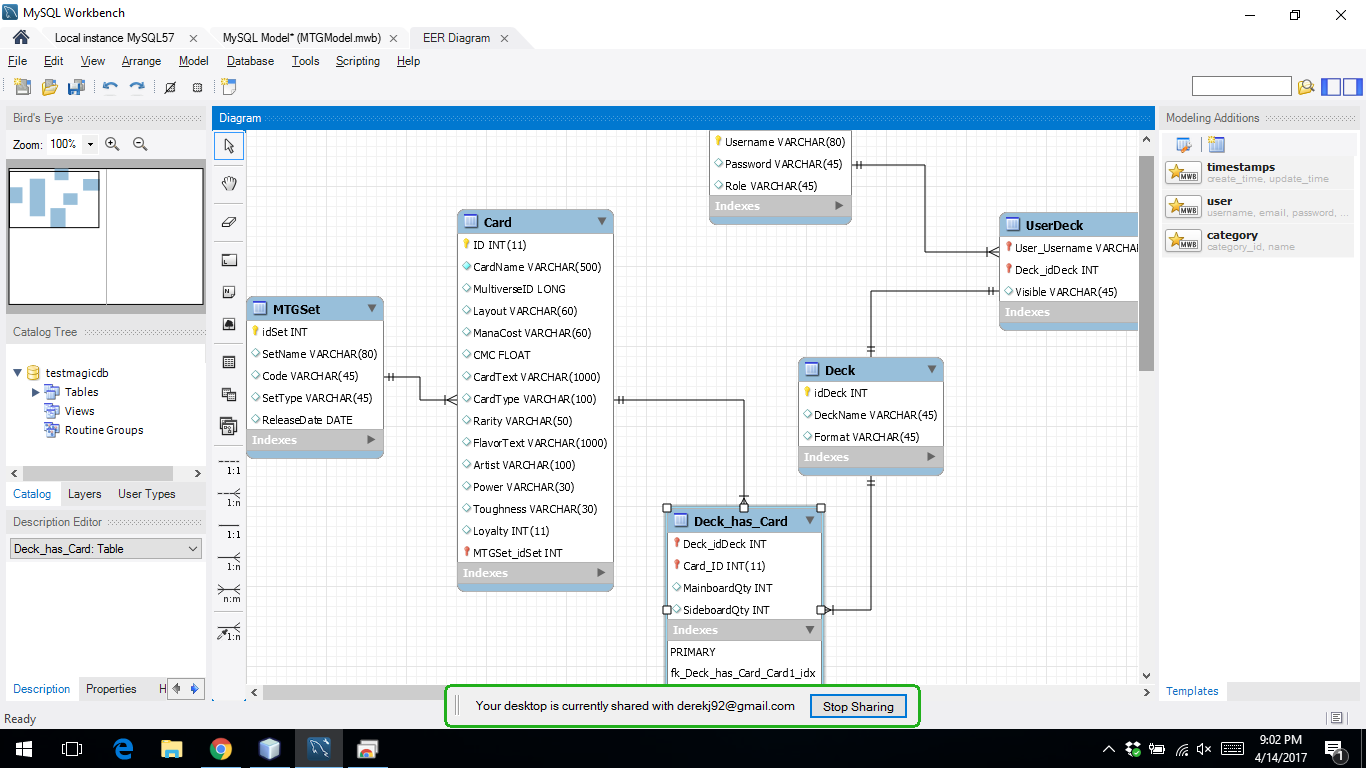 MySQL Workbench
Local instance MySQL57
MySQL Model* (MTGModel.mwb)
EER Diagram
File Edit View Arrange Model Database Tools Scripting Help
Bird's Eye
Zoom: 100%
Catalog Tree
testmagicdb
Tables
Views
Routine Groups
Catalog Layers User Types
Description Editor
Deck_has_Card: Table
Description Properties H
Ready
Diagram
1:1
1:n
1:1
1:n
n:m
1:n
MTGSet
idSet INT
SetName VARCHAR(80)
Code VARCHAR(45)
SetType VARCHAR(45)
ReleaseDate DATE
Indexes
Card
ID INT(11)
CardName VARCHAR(500)
MultiverseID LONG
Layout VARCHAR(60)
ManaCost VARCHAR(60)
CMC FLOAT
CardText VARCHAR(1000)
CardType VARCHAR(100)
Rarity VARCHAR(50)
FlavorText VARCHAR(1000)
Artist VARCHAR(100)
Power VARCHAR(30)
Toughness VARCHAR(30)
Loyalty INT(11)
MTGSet_idSet INT
Indexes
Username VARCHAR(80)
Password VARCHAR(45)
Role VARCHAR(45)
Indexes
UserDeck
User_Username VARCHA
Deck_idDeck INT
Visible VARCHAR(45)
Indexes
Deck
idDeck INT
DeckName VARCHAR(45)
Format VARCHAR(45)
Indexes
Deck_has_Card
Deck_idDeck INT
Card_ID INT(11)
MainboardQty INT
SideboardQty INT
Indexes
PRIMARY
fk_Deck_has_Card_Card1_idx
Modeling Additions
timestamps
create_time, update_time
user
username, email, password, ...
category
category_id, name
Templates
Your desktop is currently shared with derekj92@gmail.com
Stop Sharing
9:02 PM
4/14/2017
1